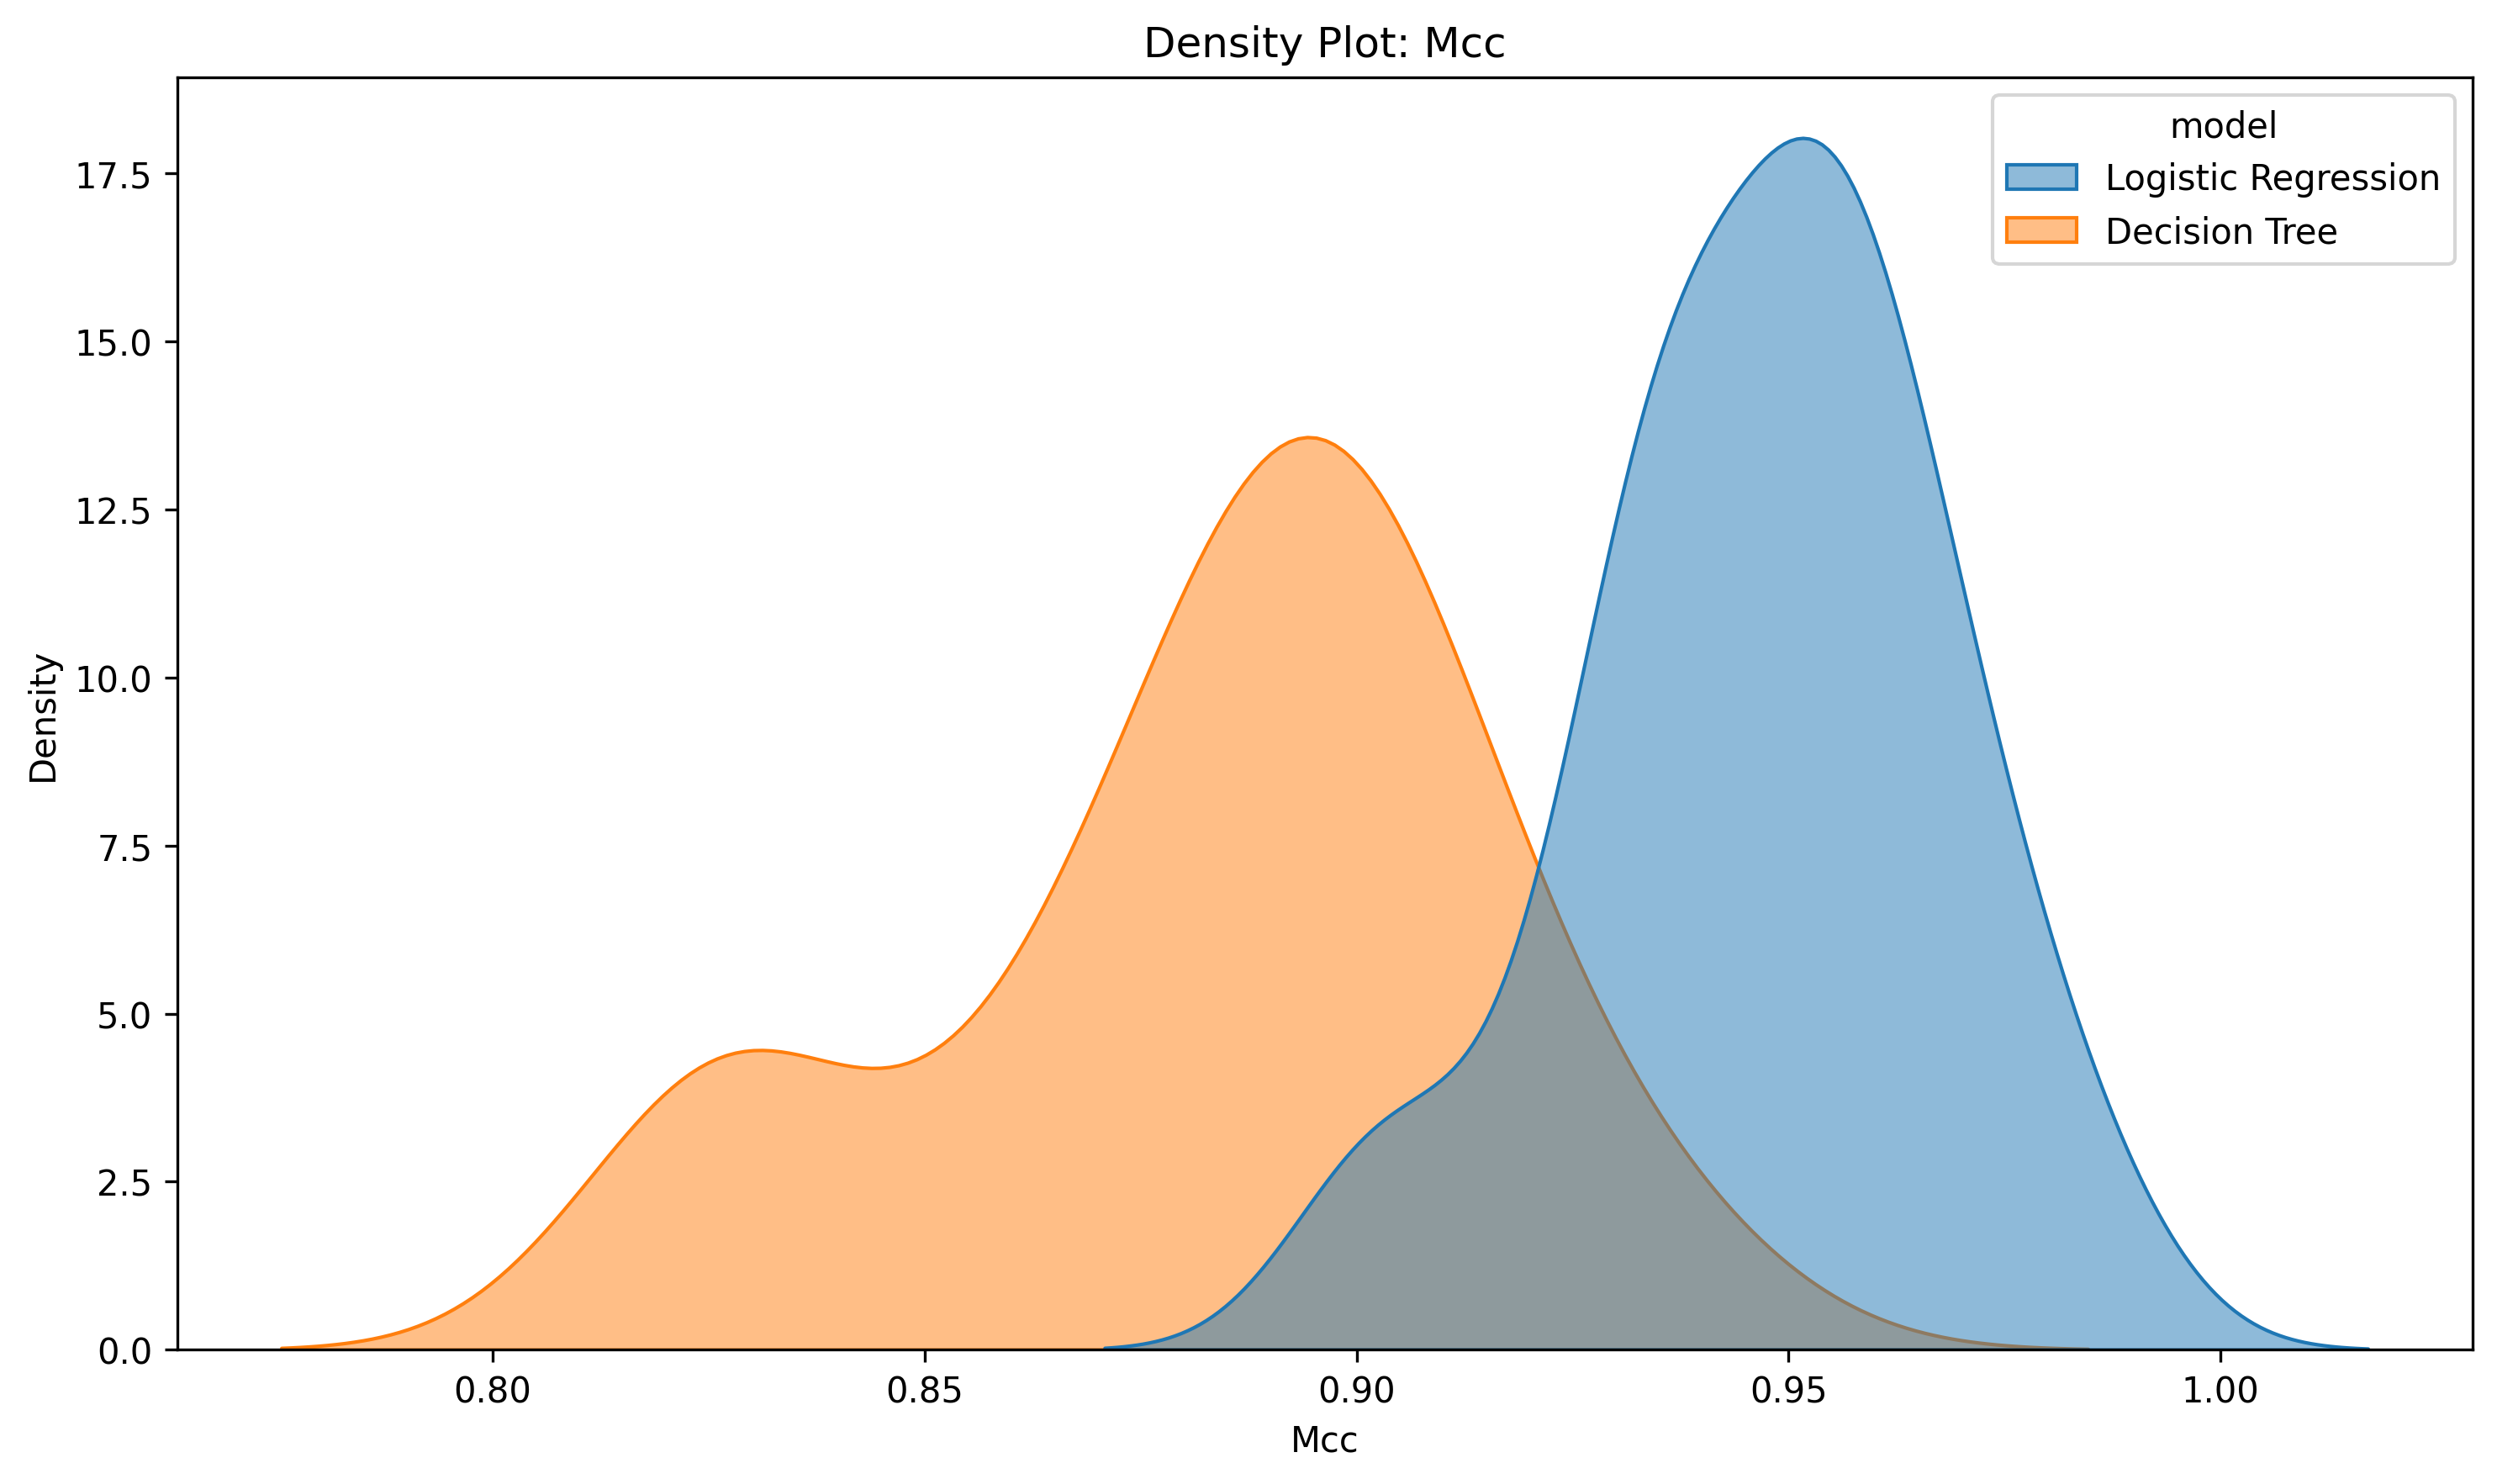 Density Plot: Mcc
model
Logistic Regression
Decision Tree
17.5
15.0
12.5
10.0
7.5
5.0
2.5
0.0
Density
0.80
0.85
0.90
0.95
1.00
Mcc